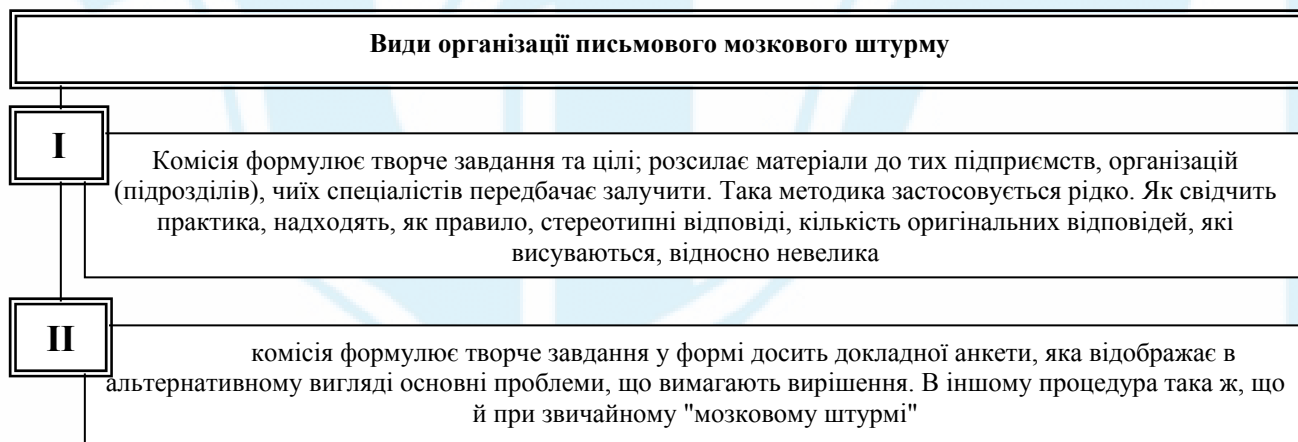 Види організації письмового мозкового штурму
I
Комісія формулює творче завдання та цілі; розсилає матеріали до тих підприємств, організацій
(підрозділів), чиїх спеціалістів передбачає залучити. Така методика застосовується рідко. Як свідчить
практика, надходять, як правило, стереотипні відповіді, кількість оригінальних відповідей, які
висуваються, відносно невелика
II
комісія формулює творче завдання у формі досить докладної анкети, яка відображає в
альтернативному вигляді основні проблеми, що вимагають вирішення. В іншому процедура така ж, що
й при звичайному "мозковому штурмі"